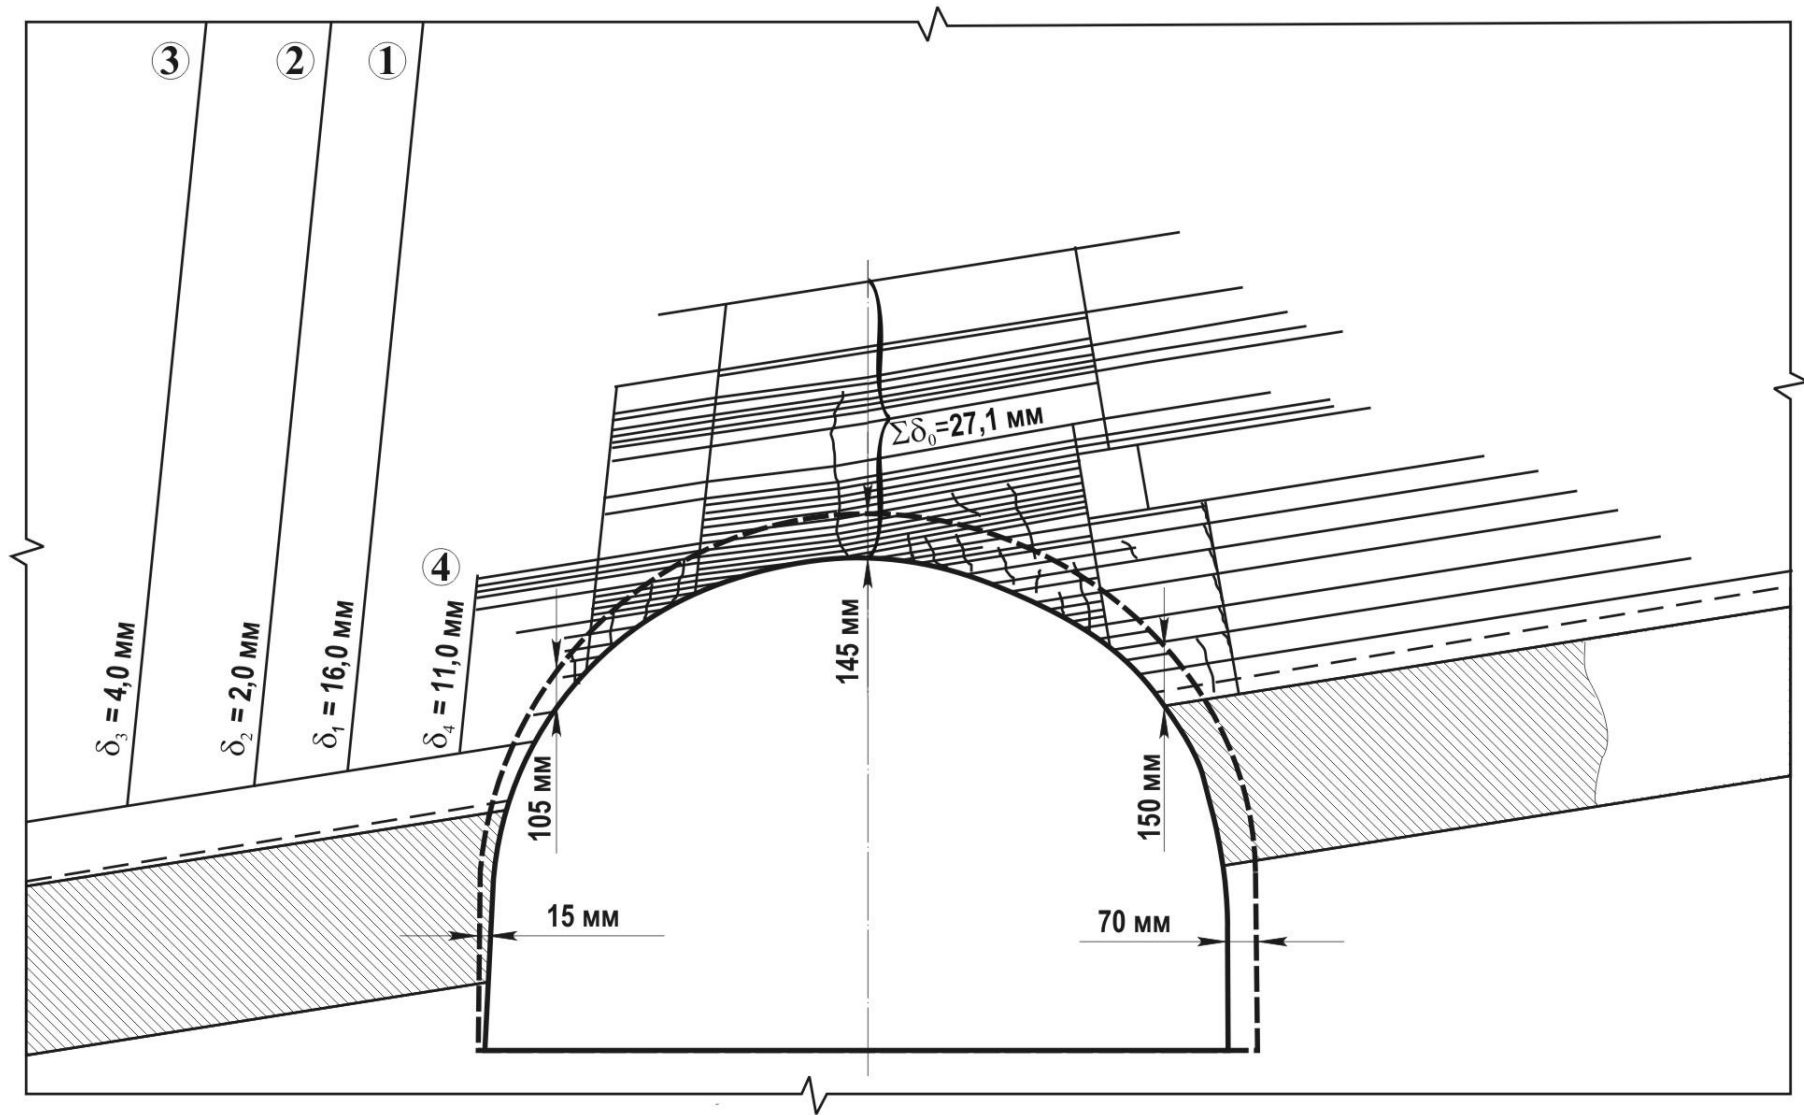 ③ ② ①
Σδ₀=27,1 мм
④
δ₃ = 4,0 мм
δ₂ = 2,0 мм
δ₁ = 16,0 мм
δ₄ = 11,0 мм
145 мм
105 мм
150 мм
15 мм
70 мм